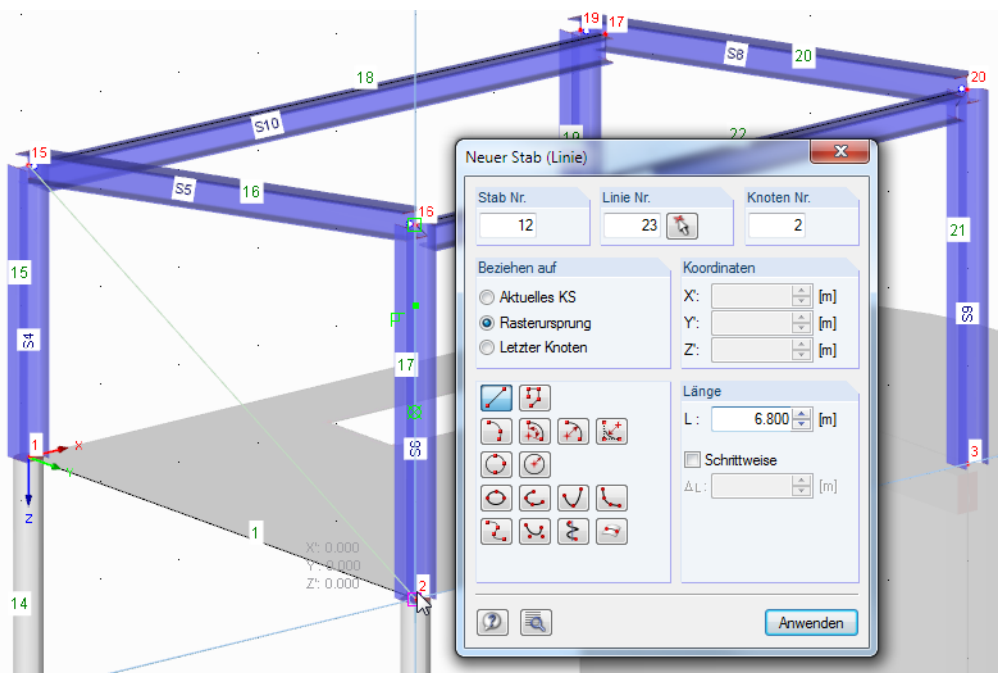 19 17
S8
20
20
18
S10
15
S5
16
16
22
19
15
S4
17
S6
21
S9
3
1
X
Y
Z
1
14
2
X': 0.000
Y': 0.000
Z': 0.000
Neuer Stab (Linie)
Stab Nr. Linie Nr. Knoten Nr.
12 23 2
Beziehen auf
Aktuelles KS
Rasterursprung
Letzter Knoten
Koordinaten
X': [m]
Y': [m]
Z': [m]
Länge
L : 6.800 [m]
Schrittweise
ΔL: [m]
Anwenden